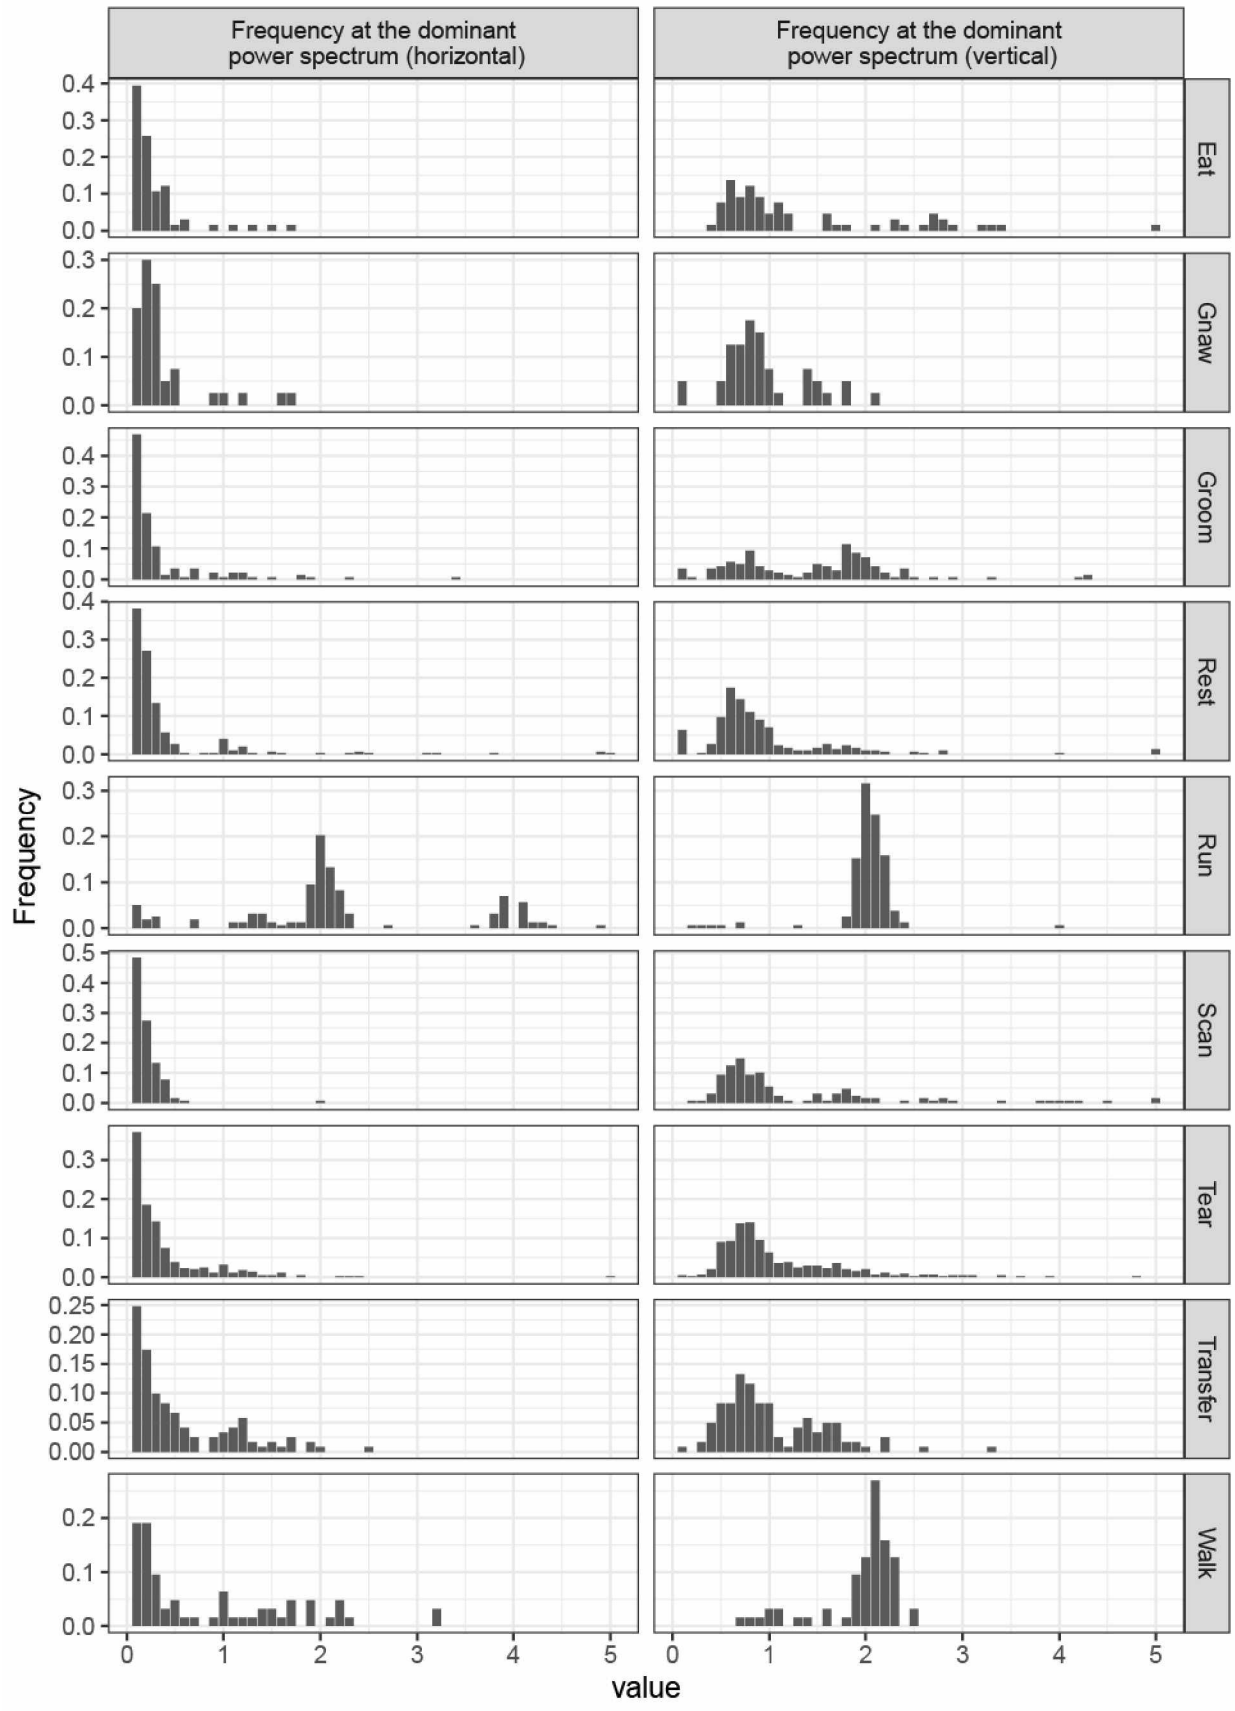 Frequency at the dominant
power spectrum (horizontal)
Frequency at the dominant
power spectrum (vertical)
0.4
0.3
0.2
0.1
0.0
Eat
0.3
0.2
0.1
0.0
Gnaw
0.4
0.3
0.2
0.1
0.0
Groom
0.4
0.3
0.2
0.1
0.0
Rest
0.3
0.2
0.1
0.0
Run
Frequency
0.5
0.4
0.3
0.2
0.1
0.0
Scan
0.3
0.2
0.1
0.0
Tear
0.25
0.20
0.15
0.10
0.05
0.00
Transfer
0.2
0.1
0.0
Walk
0 1 2 3 4 5
0 1 2 3 4 5
value